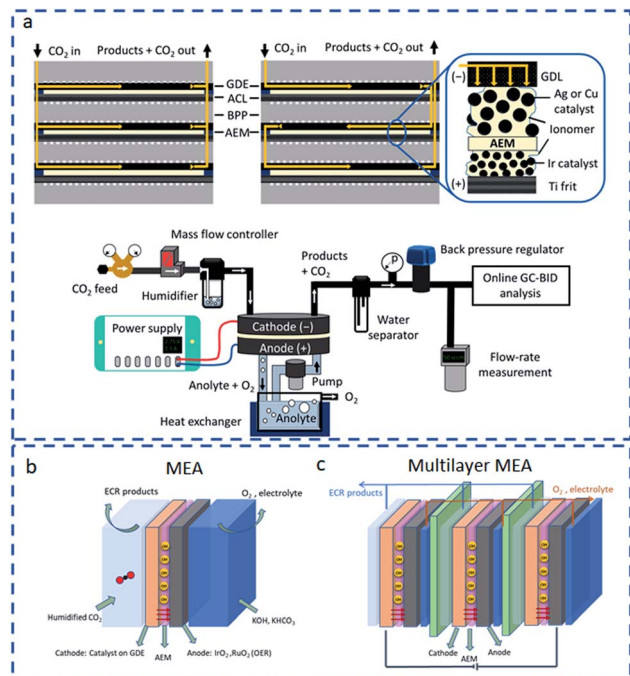 a
CO₂ in Products + CO₂ out
CO₂ in Products + CO₂ out
GDE
ACL
BPP
AEM
(−)
GDL
Ag or Cu
catalyst
Ionomer
AEM
Ir catalyst
(+)
Ti frit
Mass flow controller
CO₂ feed
Humidifier
Products
+ CO₂
P
Back pressure regulator
Online GC-BID
analysis
Water
separator
Flow-rate
measurement
Power supply
Cathode (−)
Anode (+)
Anolyte + O₂
Pump
O₂
Heat exchanger
Anolyte
b
MEA
ECR products
O₂ , electrolyte
Humidified CO₂
KOH, KHCO₃
Cathode: Catalyst on GDE
AEM
Anode: IrO₂ ,RuO₂ (OER)
c
Multilayer MEA
ECR products
O₂ , electrolyte
Cathode
AEM
Anode